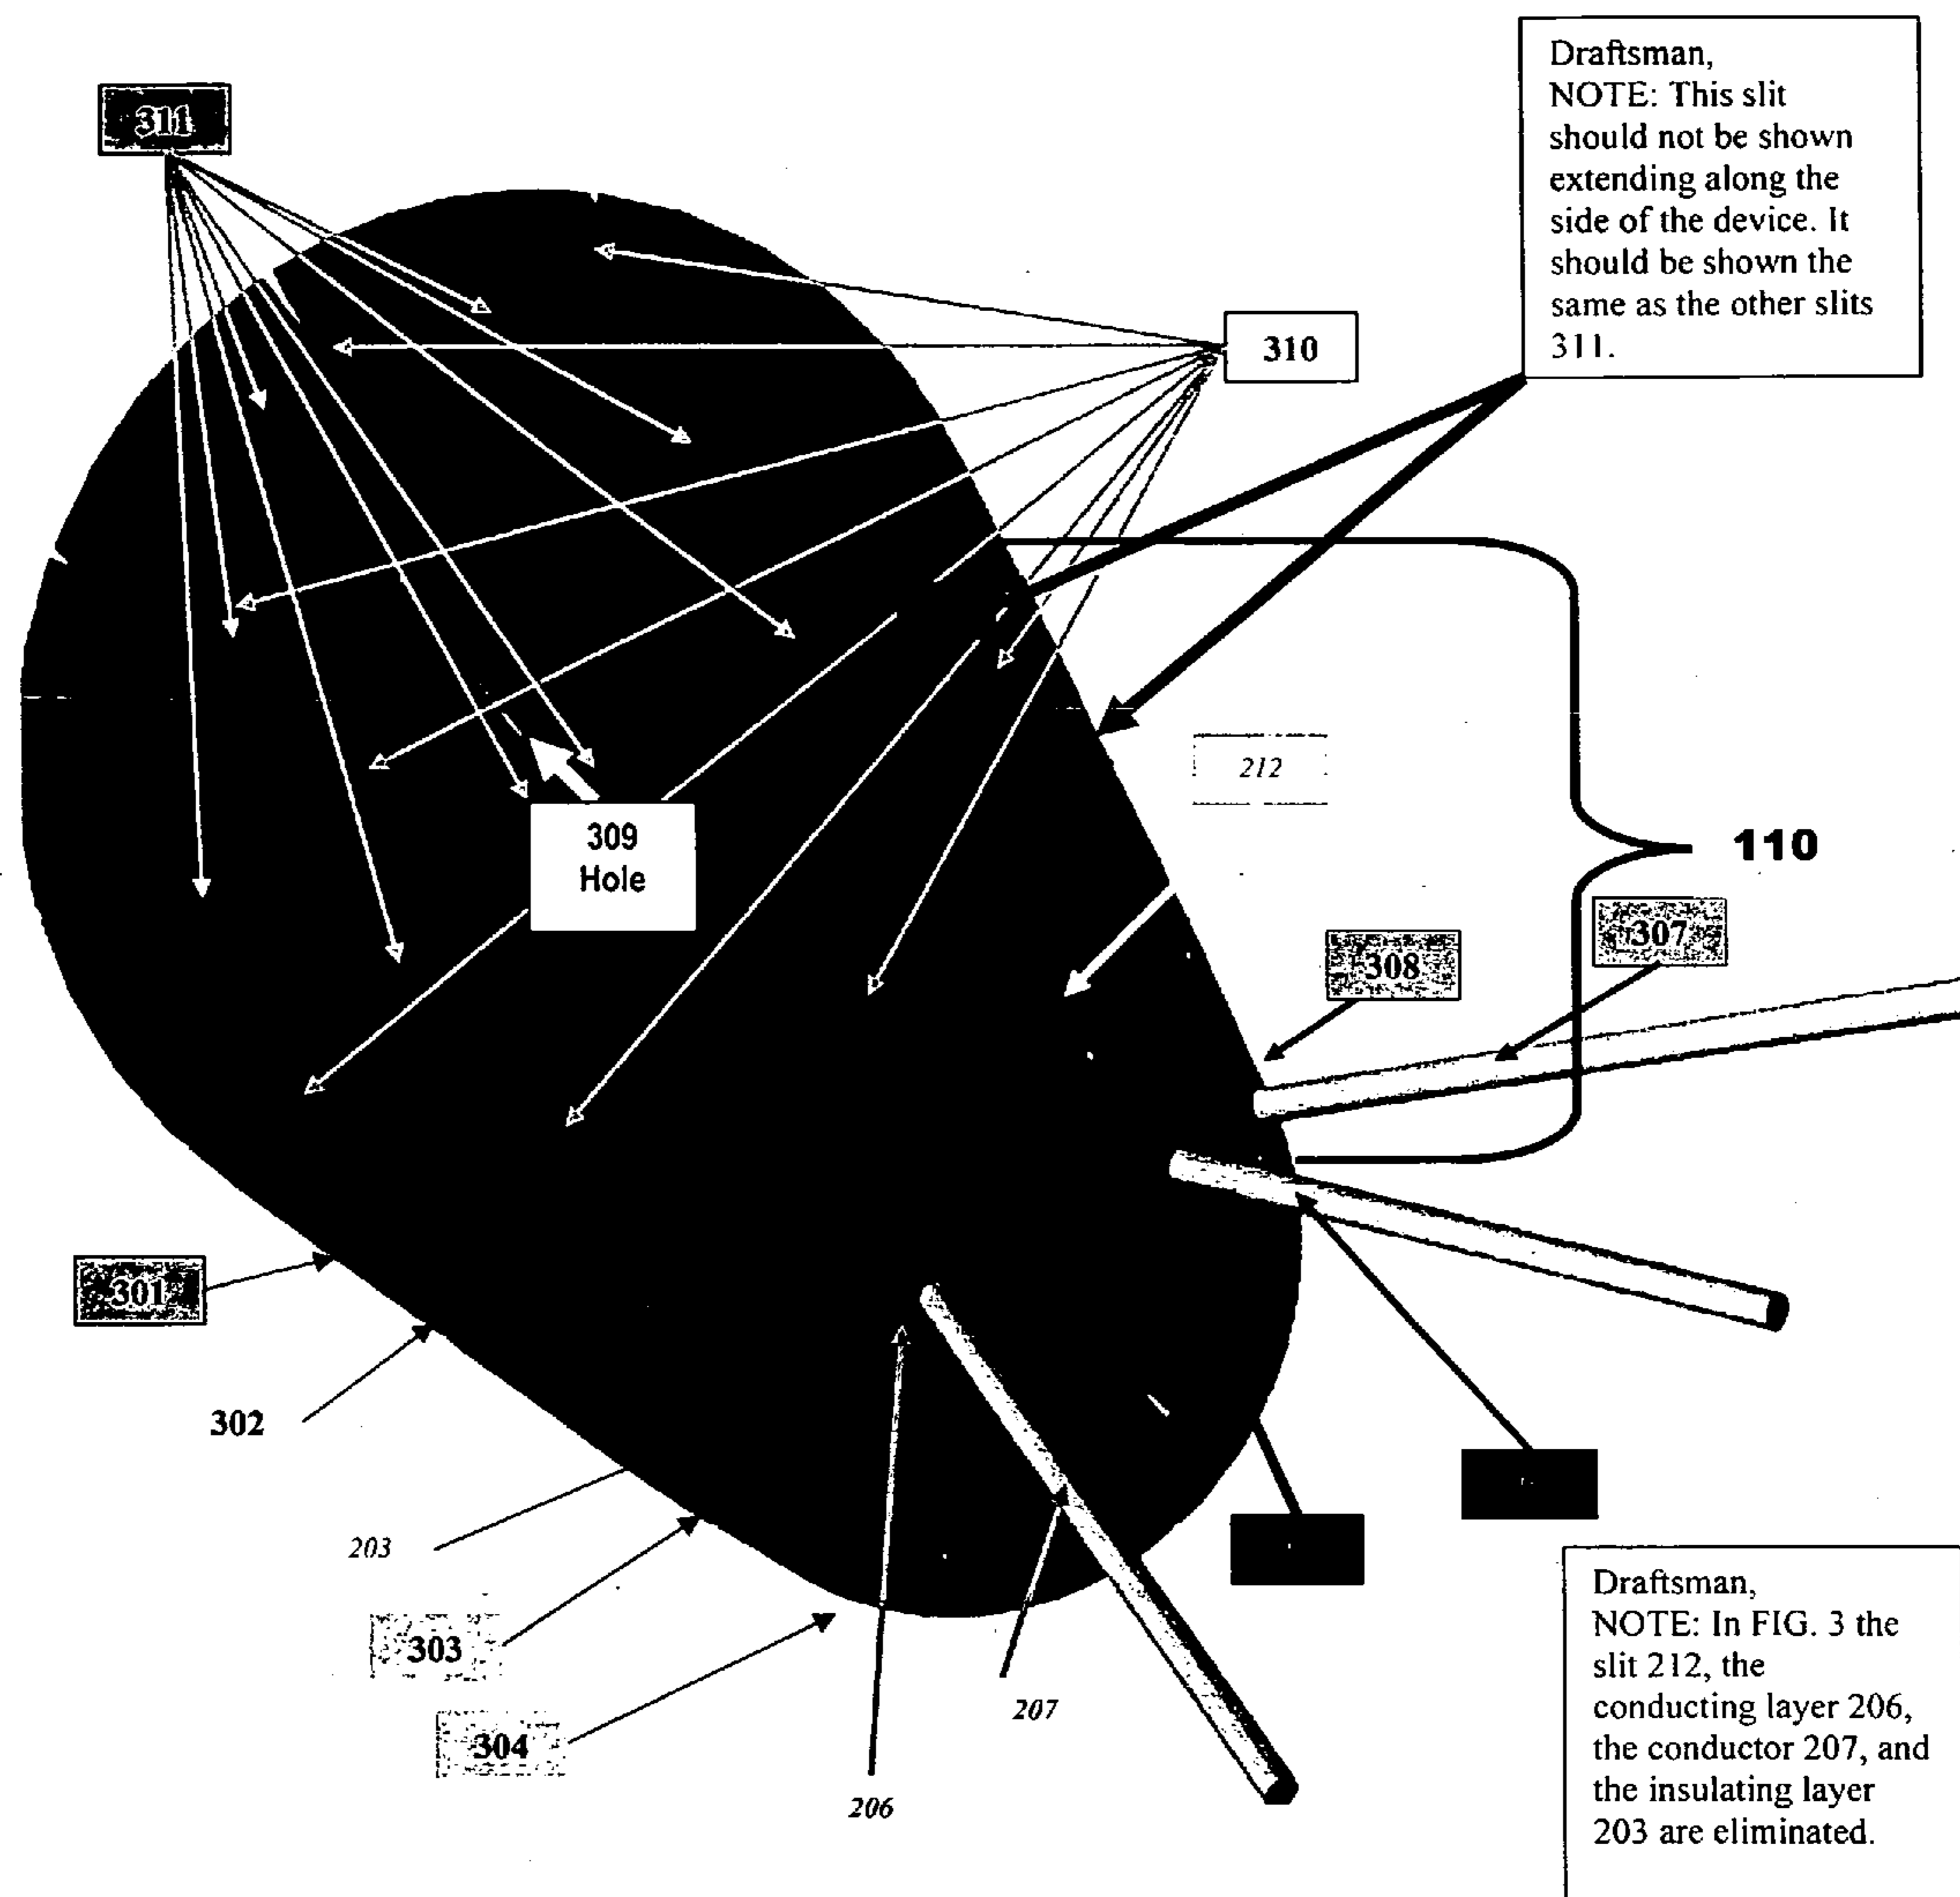 Draftsman,
NOTE: This slit
should not be shown
extending along the
side of the device. It
should be shown the
same as the other slits
311.
311
310
212
110
309
Hole
307
308
301
302
203
303
304
207
206
Draftsman,
NOTE: In FIG. 3 the
slit 212, the
conducting layer 206,
the conductor 207, and
the insulating layer
203 are eliminated.